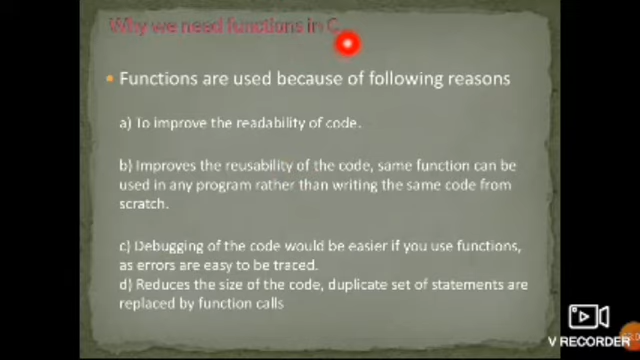 Why we need functions in C
• Functions are used because of following reasons
a) To improve the readability of code.
b) Improves the reusability of the code, same function can be
used in any program rather than writing the same code from
scratch.
c) Debugging of the code would be easier if you use functions,
as errors are easy to be traced.
d) Reduces the size of the code, duplicate set of statements are
replaced by function calls
V RECORDER